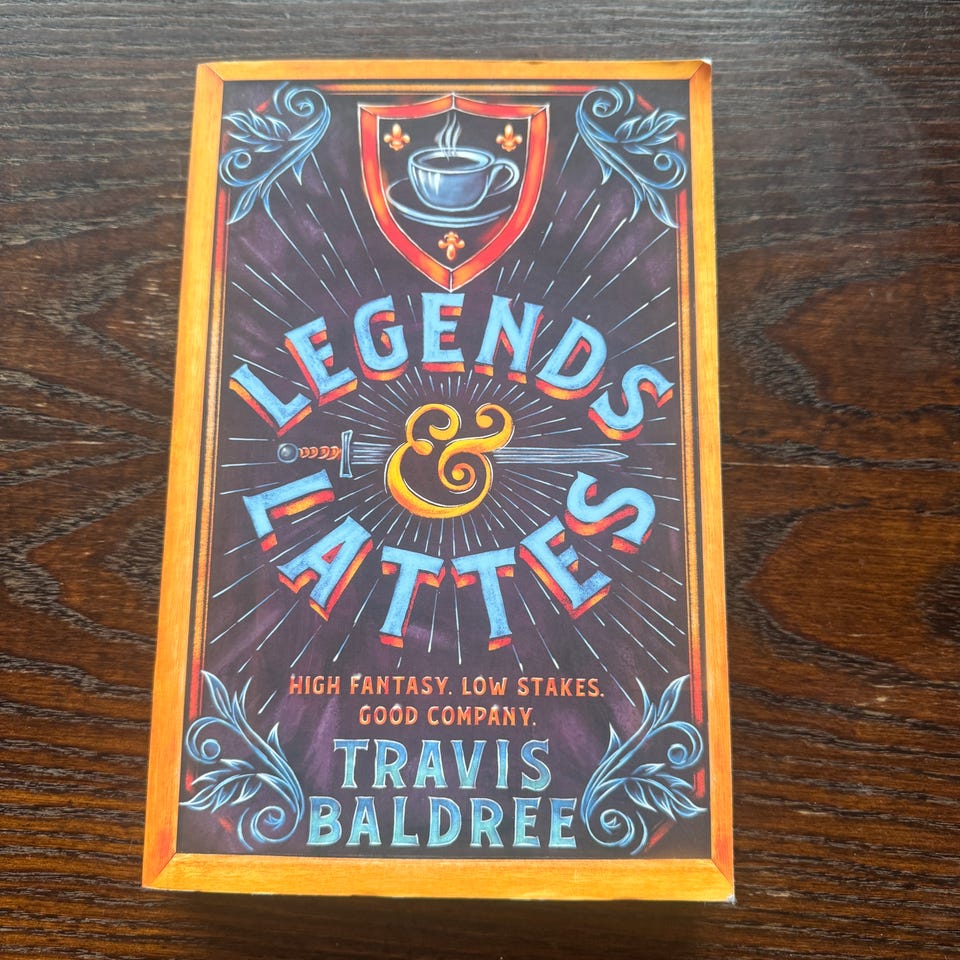 LEGENDS
&
LATTES
HIGH FANTASY. LOW STAKES.
GOOD COMPANY.
TRAVIS
BALDREE